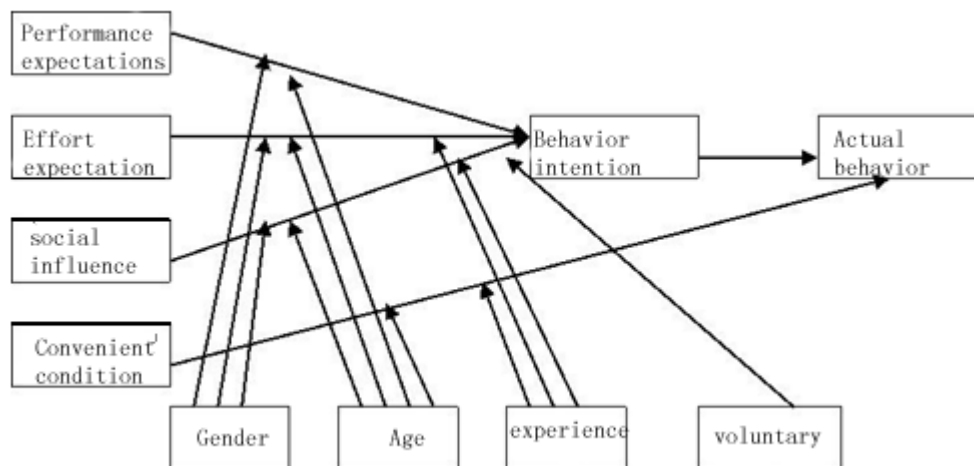 Performance
expectations
Effort
expectation
Behavior
intention
Actual
behavior
social
influence
Convenient
condition
Gender
Age
experience
voluntary